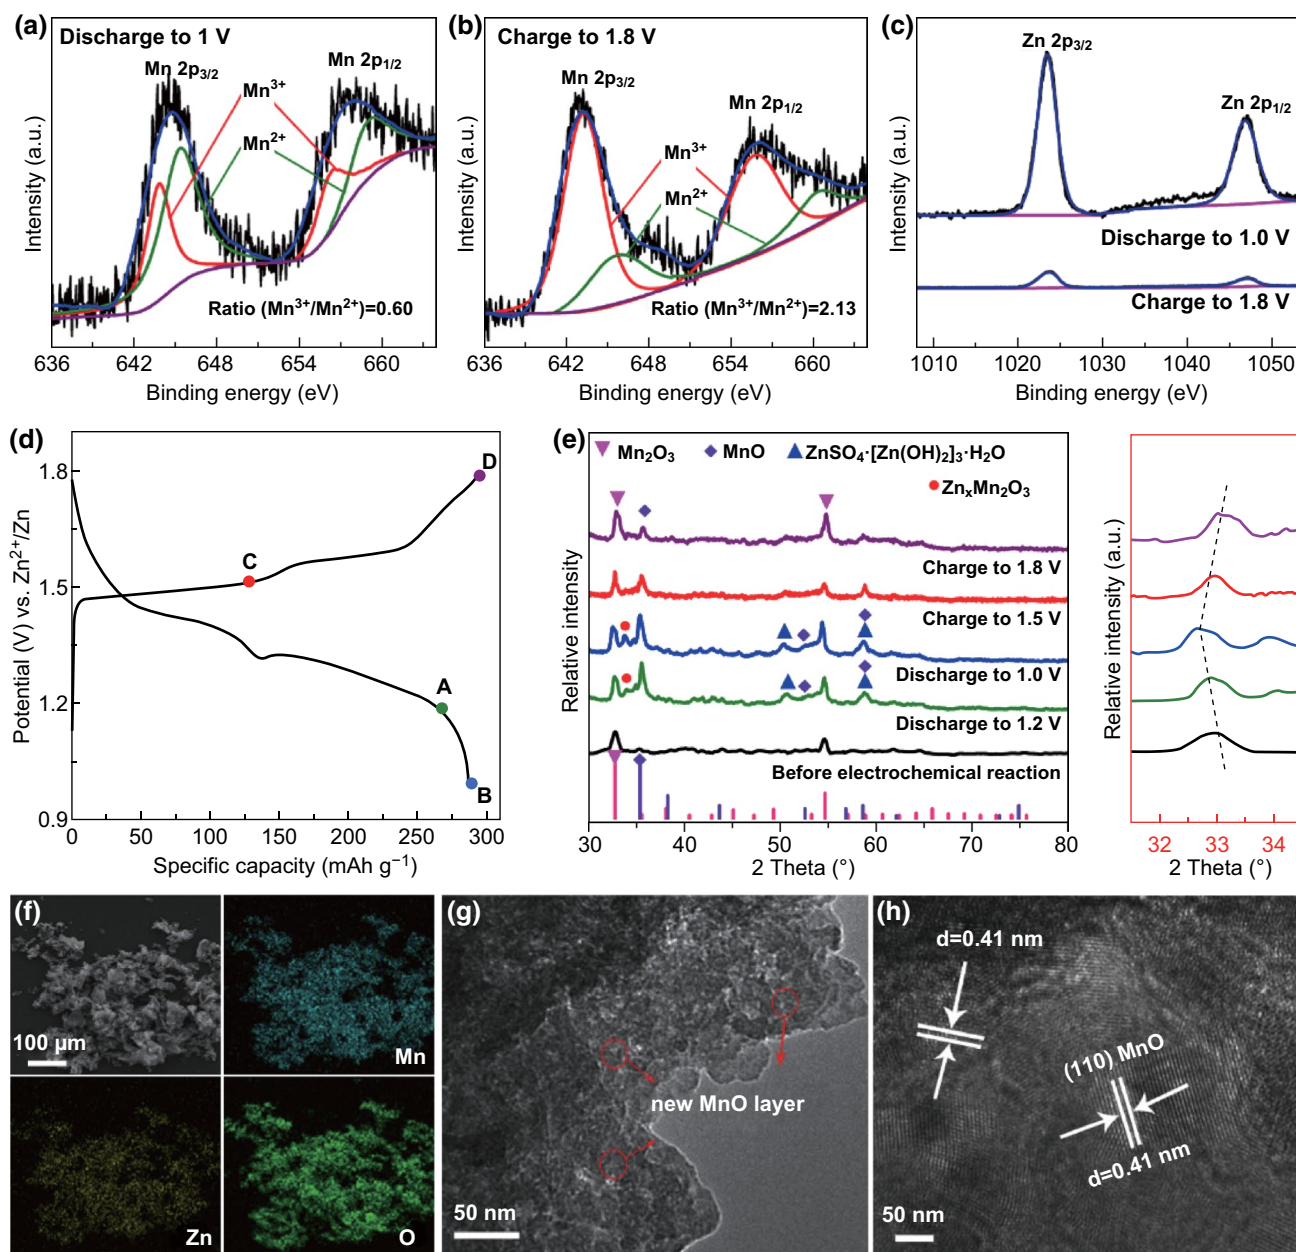 (a)
Discharge to 1 V
Mn 2p3/2
Mn 2p1/2
Mn3+
Mn2+
Ratio (Mn3+/Mn2+)=0.60
Intensity (a.u.)
636 642 648 654 660
Binding energy (eV)
(b)
Charge to 1.8 V
Mn 2p3/2
Mn 2p1/2
Mn3+
Mn2+
Ratio (Mn3+/Mn2+)=2.13
Intensity (a.u.)
636 642 648 654 660
Binding energy (eV)
(c)
Zn 2p3/2
Zn 2p1/2
Discharge to 1.0 V
Charge to 1.8 V
Intensity (a.u.)
1010 1020 1030 1040 1050
Binding energy (eV)
(d)
D
C
A
B
1.8
1.5
1.2
0.9
Potential (V) vs. Zn2+/Zn
0 50 100 150 200 250 300
Specific capacity (mAh g−1)
(e)
Mn2O3 MnO ZnSO4·[Zn(OH)2]3·H2O
ZnxMn2O3
Charge to 1.8 V
Charge to 1.5 V
Discharge to 1.0 V
Discharge to 1.2 V
Before electrochemical reaction
Relative intensity
30 40 50 60 70 80
2 Theta (°)
Relative intensity (a.u.)
32 33 34
2 Theta (°)
(f)
100 µm
Mn
Zn
O
(g)
new MnO layer
50 nm
(h)
d=0.41 nm
(110) MnO
d=0.41 nm
50 nm